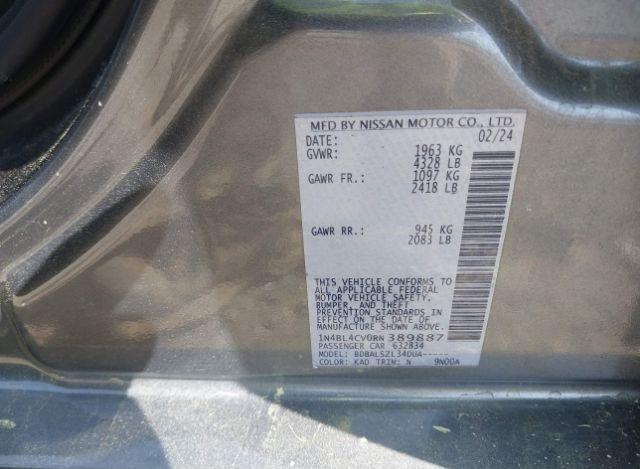 MFD BY NISSAN MOTOR CO., LTD.
DATE: 02/24
GVWR: 1963 KG
4328 LB
GAWR FR.: 1097 KG
2418 LB
GAWR RR.: 945 KG
2083 LB
THIS VEHICLE CONFORMS TO
ALL APPLICABLE FEDERAL
MOTOR VEHICLE SAFETY,
BUMPER, AND THEFT
PREVENTION STANDARDS IN
EFFECT ON THE DATE OF
MANUFACTURE SHOWN ABOVE.
1N4BL4CV0RN 389887
PASSENGER CAR 632834
MODEL: BDBALSZL34DUA-----
COLOR: KAD TRIM: N 9N00A